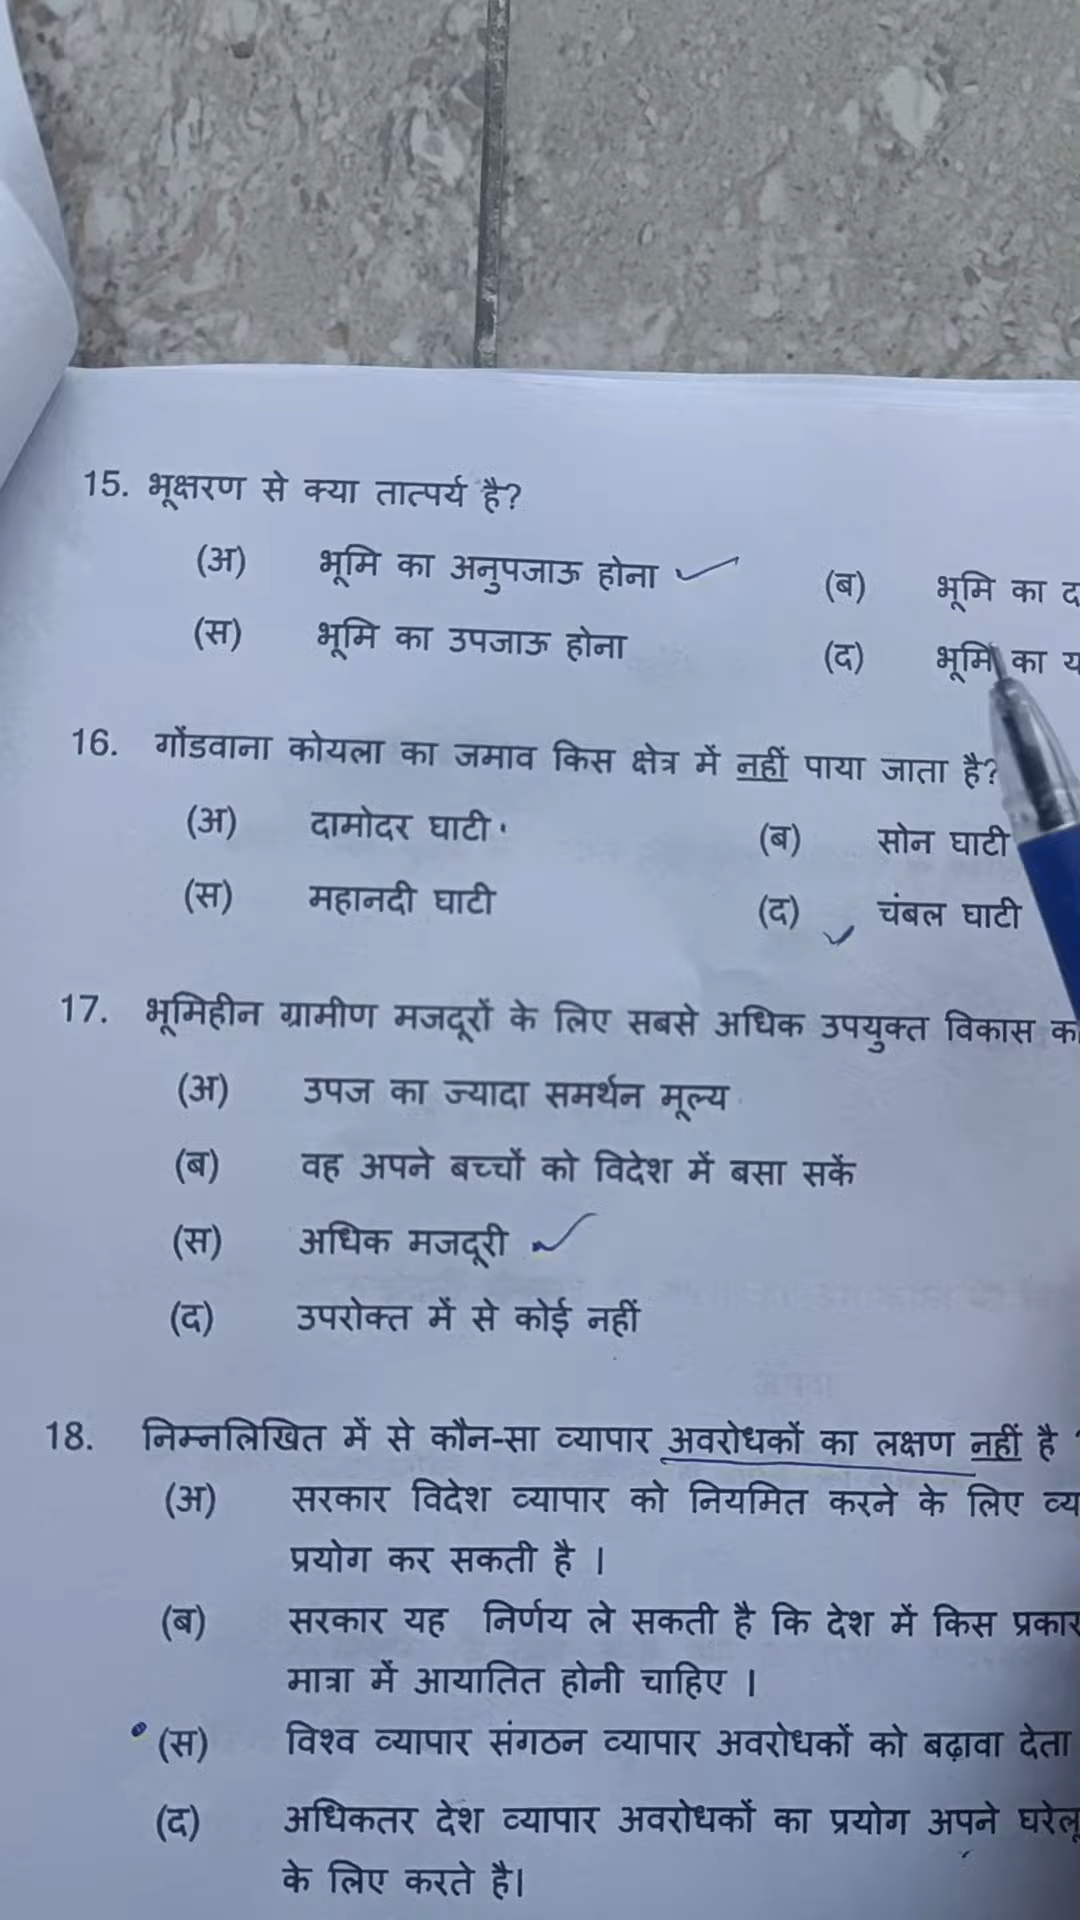 15. भूक्षरण से क्या तात्पर्य है?
(अ) भूमि का अनुपजाऊ होना (ब) भूमि का
(स) भूमि का उपजाऊ होना (द) भूमि का
16. गोंडवाना कोयला का जमाव किस क्षेत्र में नहीं पाया जाता है?
(अ) दामोदर घाटी (ब) सोन घाटी
(स) महानदी घाटी (द) चंबल घाटी
17. भूमिहीन ग्रामीण मजदूरों के लिए सबसे अधिक उपयुक्त विकास
(अ) उपज का ज्यादा समर्थन मूल्य
(ब) वह अपने बच्चों को विदेश में बसा सकें
(स) अधिक मजदूरी
(द) उपरोक्त में से कोई नहीं
18. निम्नलिखित में से कौन-सा व्यापार अवरोधकों का लक्षण नहीं है
(अ) सरकार विदेश व्यापार को नियमित करने के लिए
प्रयोग कर सकती है ।
(ब) सरकार यह निर्णय ले सकती है कि देश में किस प्रकार
मात्रा में आयातित होनी चाहिए ।
(स) विश्व व्यापार संगठन व्यापार अवरोधकों को बढ़ावा देता
(द) अधिकतर देश व्यापार अवरोधकों का प्रयोग अपने घरेलू
के लिए करते है।